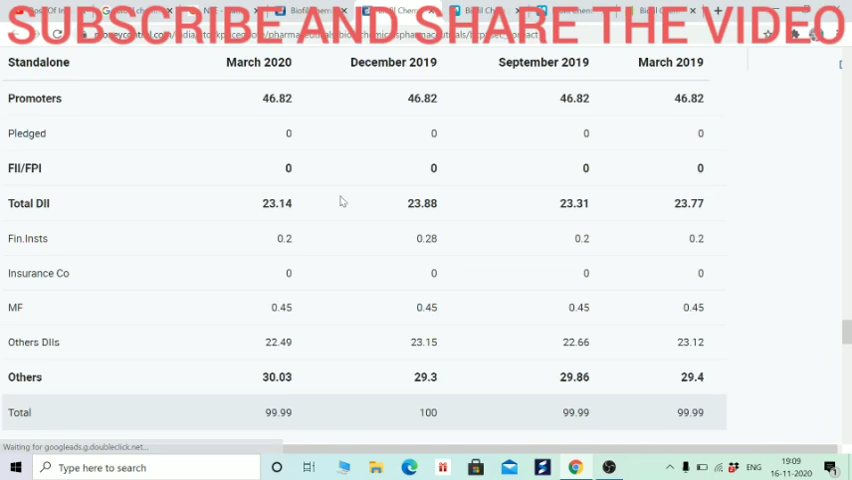 SUBSCRIBE AND SHARE THE VIDEO
Standalone March 2020 December 2019 September 2019 March 2019
Promoters 46.82 46.82 46.82 46.82
Pledged 0 0 0 0
FII/FPI 0 0 0 0
Total DII 23.14 23.88 23.31 23.77
Fin.Insts 0.2 0.28 0.2 0.2
Insurance Co 0 0 0 0
MF 0.45 0.45 0.45 0.45
Others DIIs 22.49 23.15 22.66 23.12
Others 30.03 29.3 29.86 29.4
Total 99.99 100 99.99 99.99
Waiting for googleads.g.doubleclick.net...
Type here to search
ENG
19:09
16-11-2020